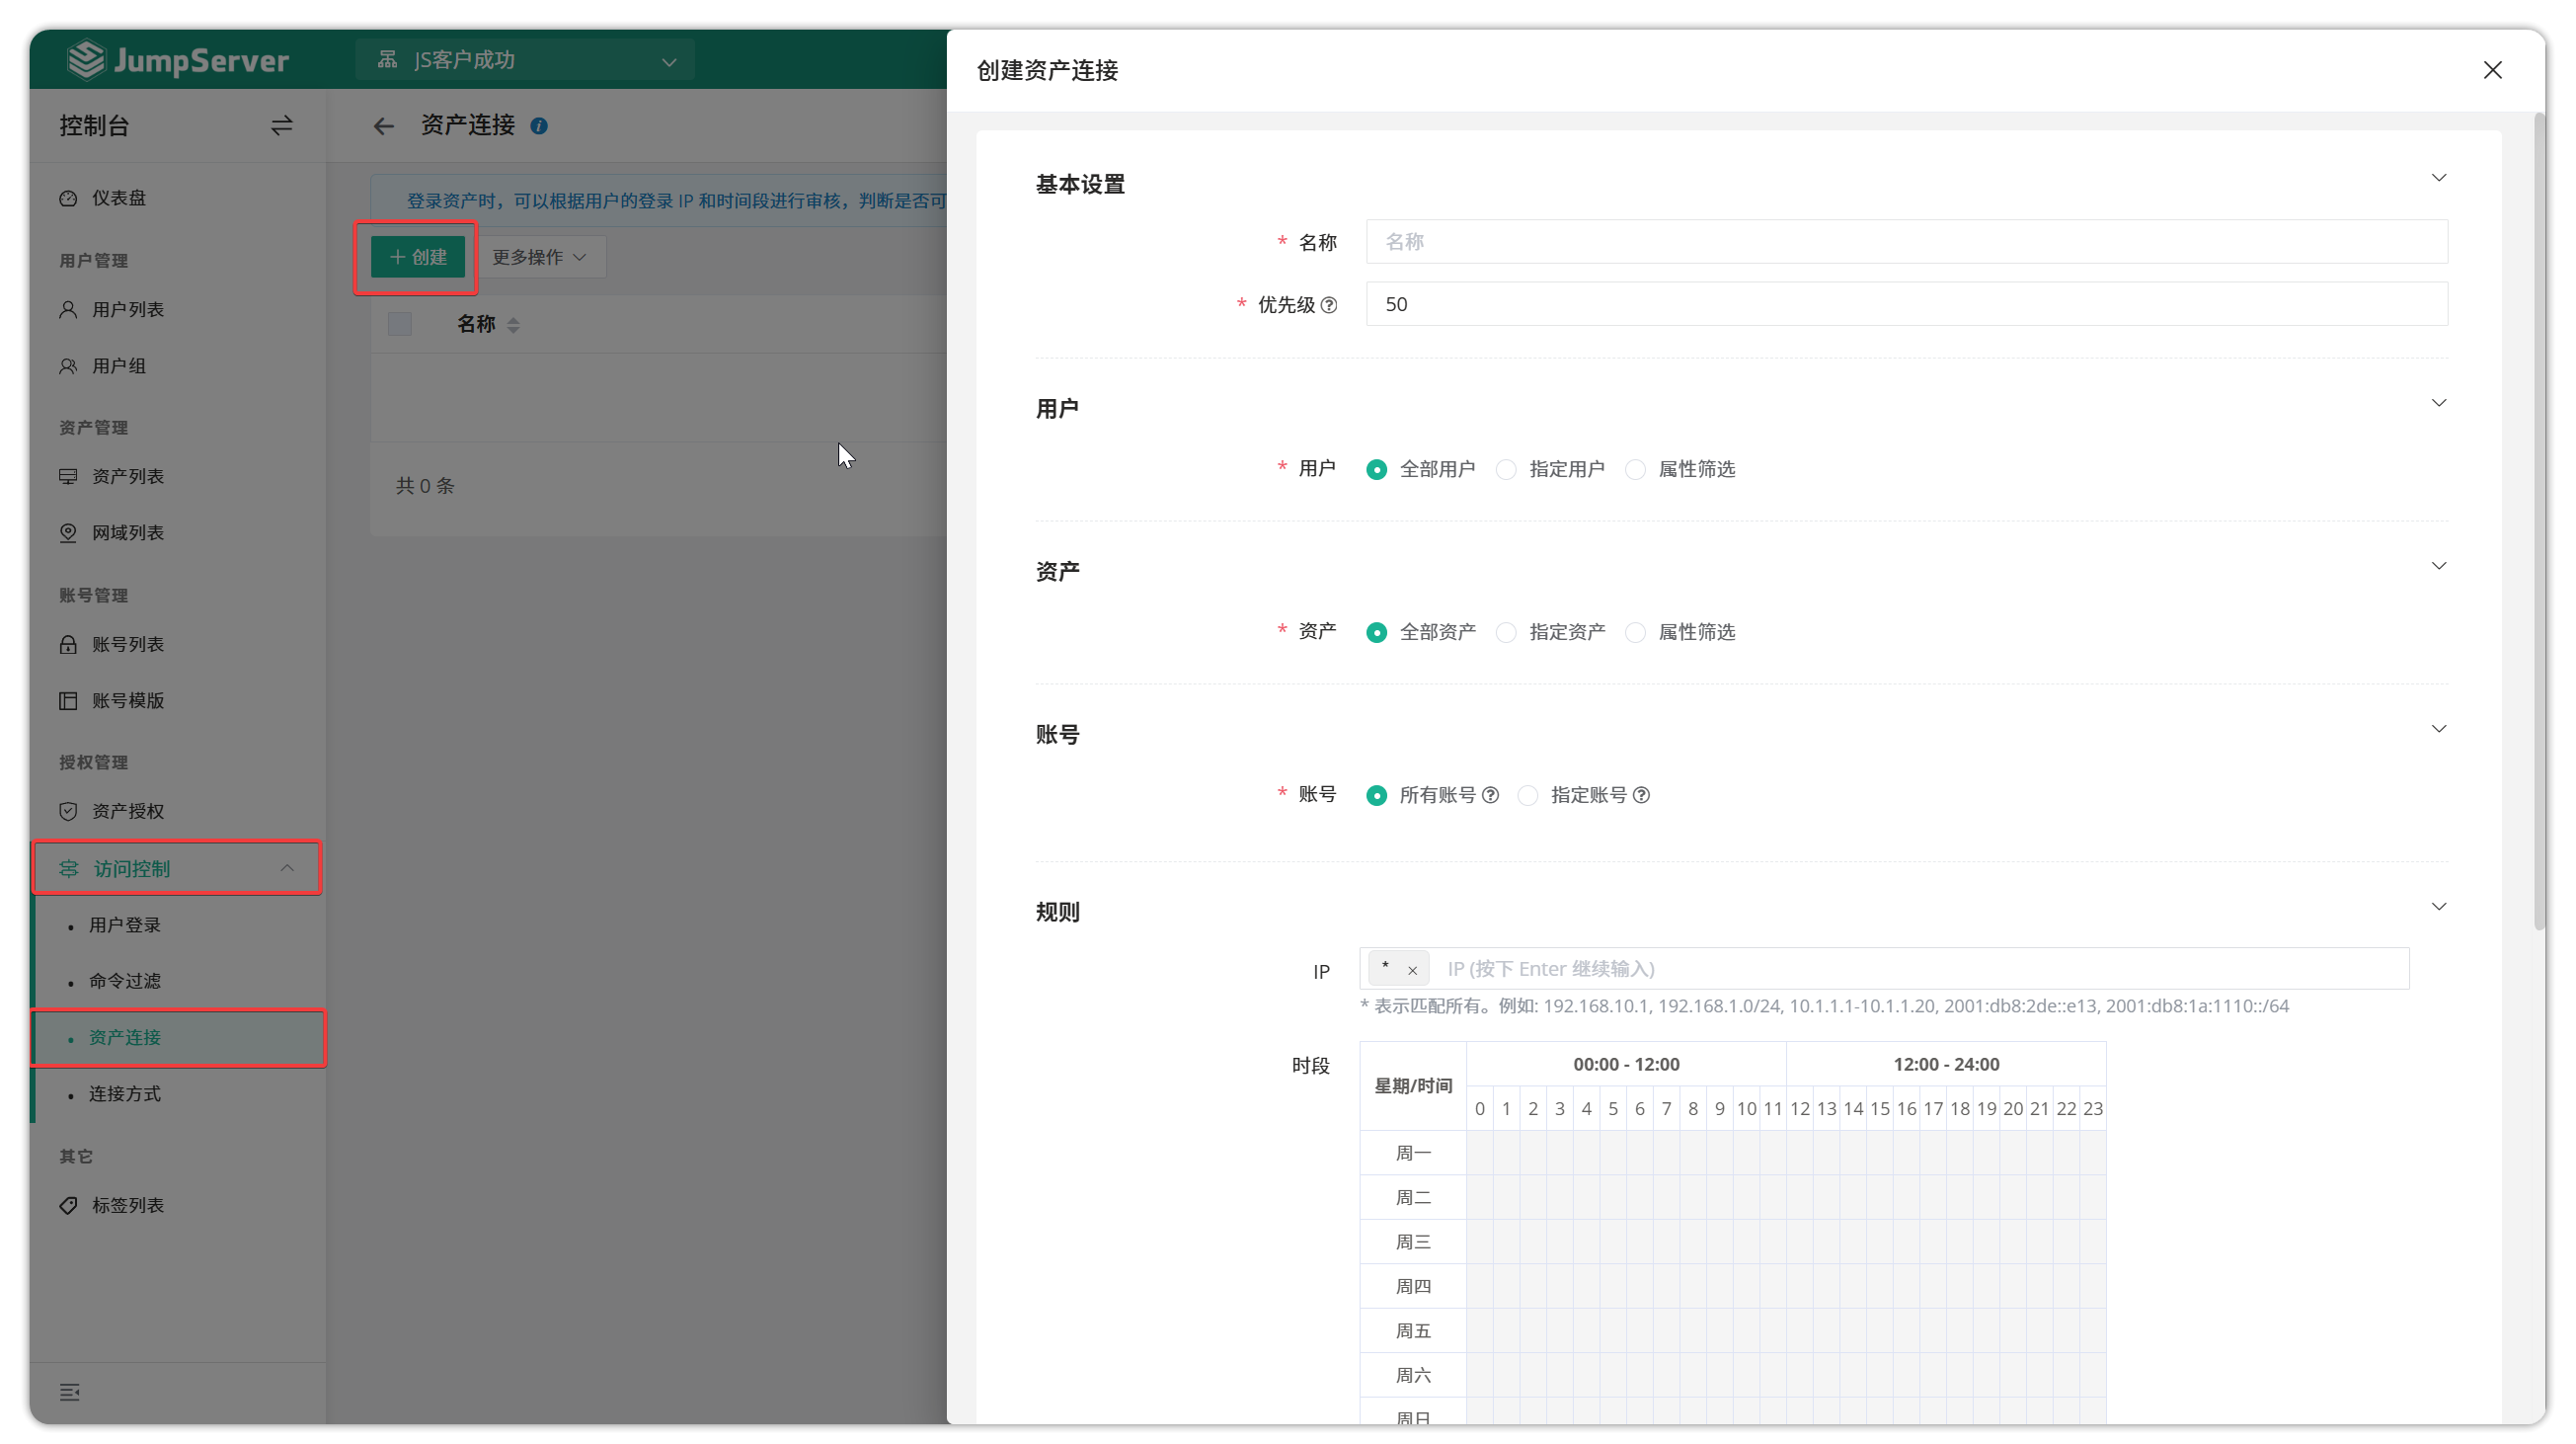 JumpServer
JS客户成功
控制台
仪表盘
用户管理
用户列表
用户组
资产管理
资产列表
网域列表
账号管理
账号列表
账号模版
授权管理
资产授权
访问控制
用户登录
命令过滤
资产连接
连接方式
其它
标签列表
资产连接
登录资产时，可以根据用户的登录 IP 和时间段进行审核，判断是否可
创建
更多操作
名称
共 0 条
创建资产连接
基本设置
* 名称
名称
* 优先级
50
用户
* 用户 全部用户 指定用户 属性筛选
资产
* 资产 全部资产 指定资产 属性筛选
账号
* 账号 所有账号 指定账号
规则
IP * × IP (按下 Enter 继续输入)
* 表示匹配所有。例如: 192.168.10.1, 192.168.1.0/24, 10.1.1.1-10.1.1.20, 2001:db8:2de::e13, 2001:db8:1a:1110::/64
时段
星期/时间 00:00 - 12:00 12:00 - 24:00
0 1 2 3 4 5 6 7 8 9 10 11 12 13 14 15 16 17 18 19 20 21 22 23
周一
周二
周三
周四
周五
周六
周日